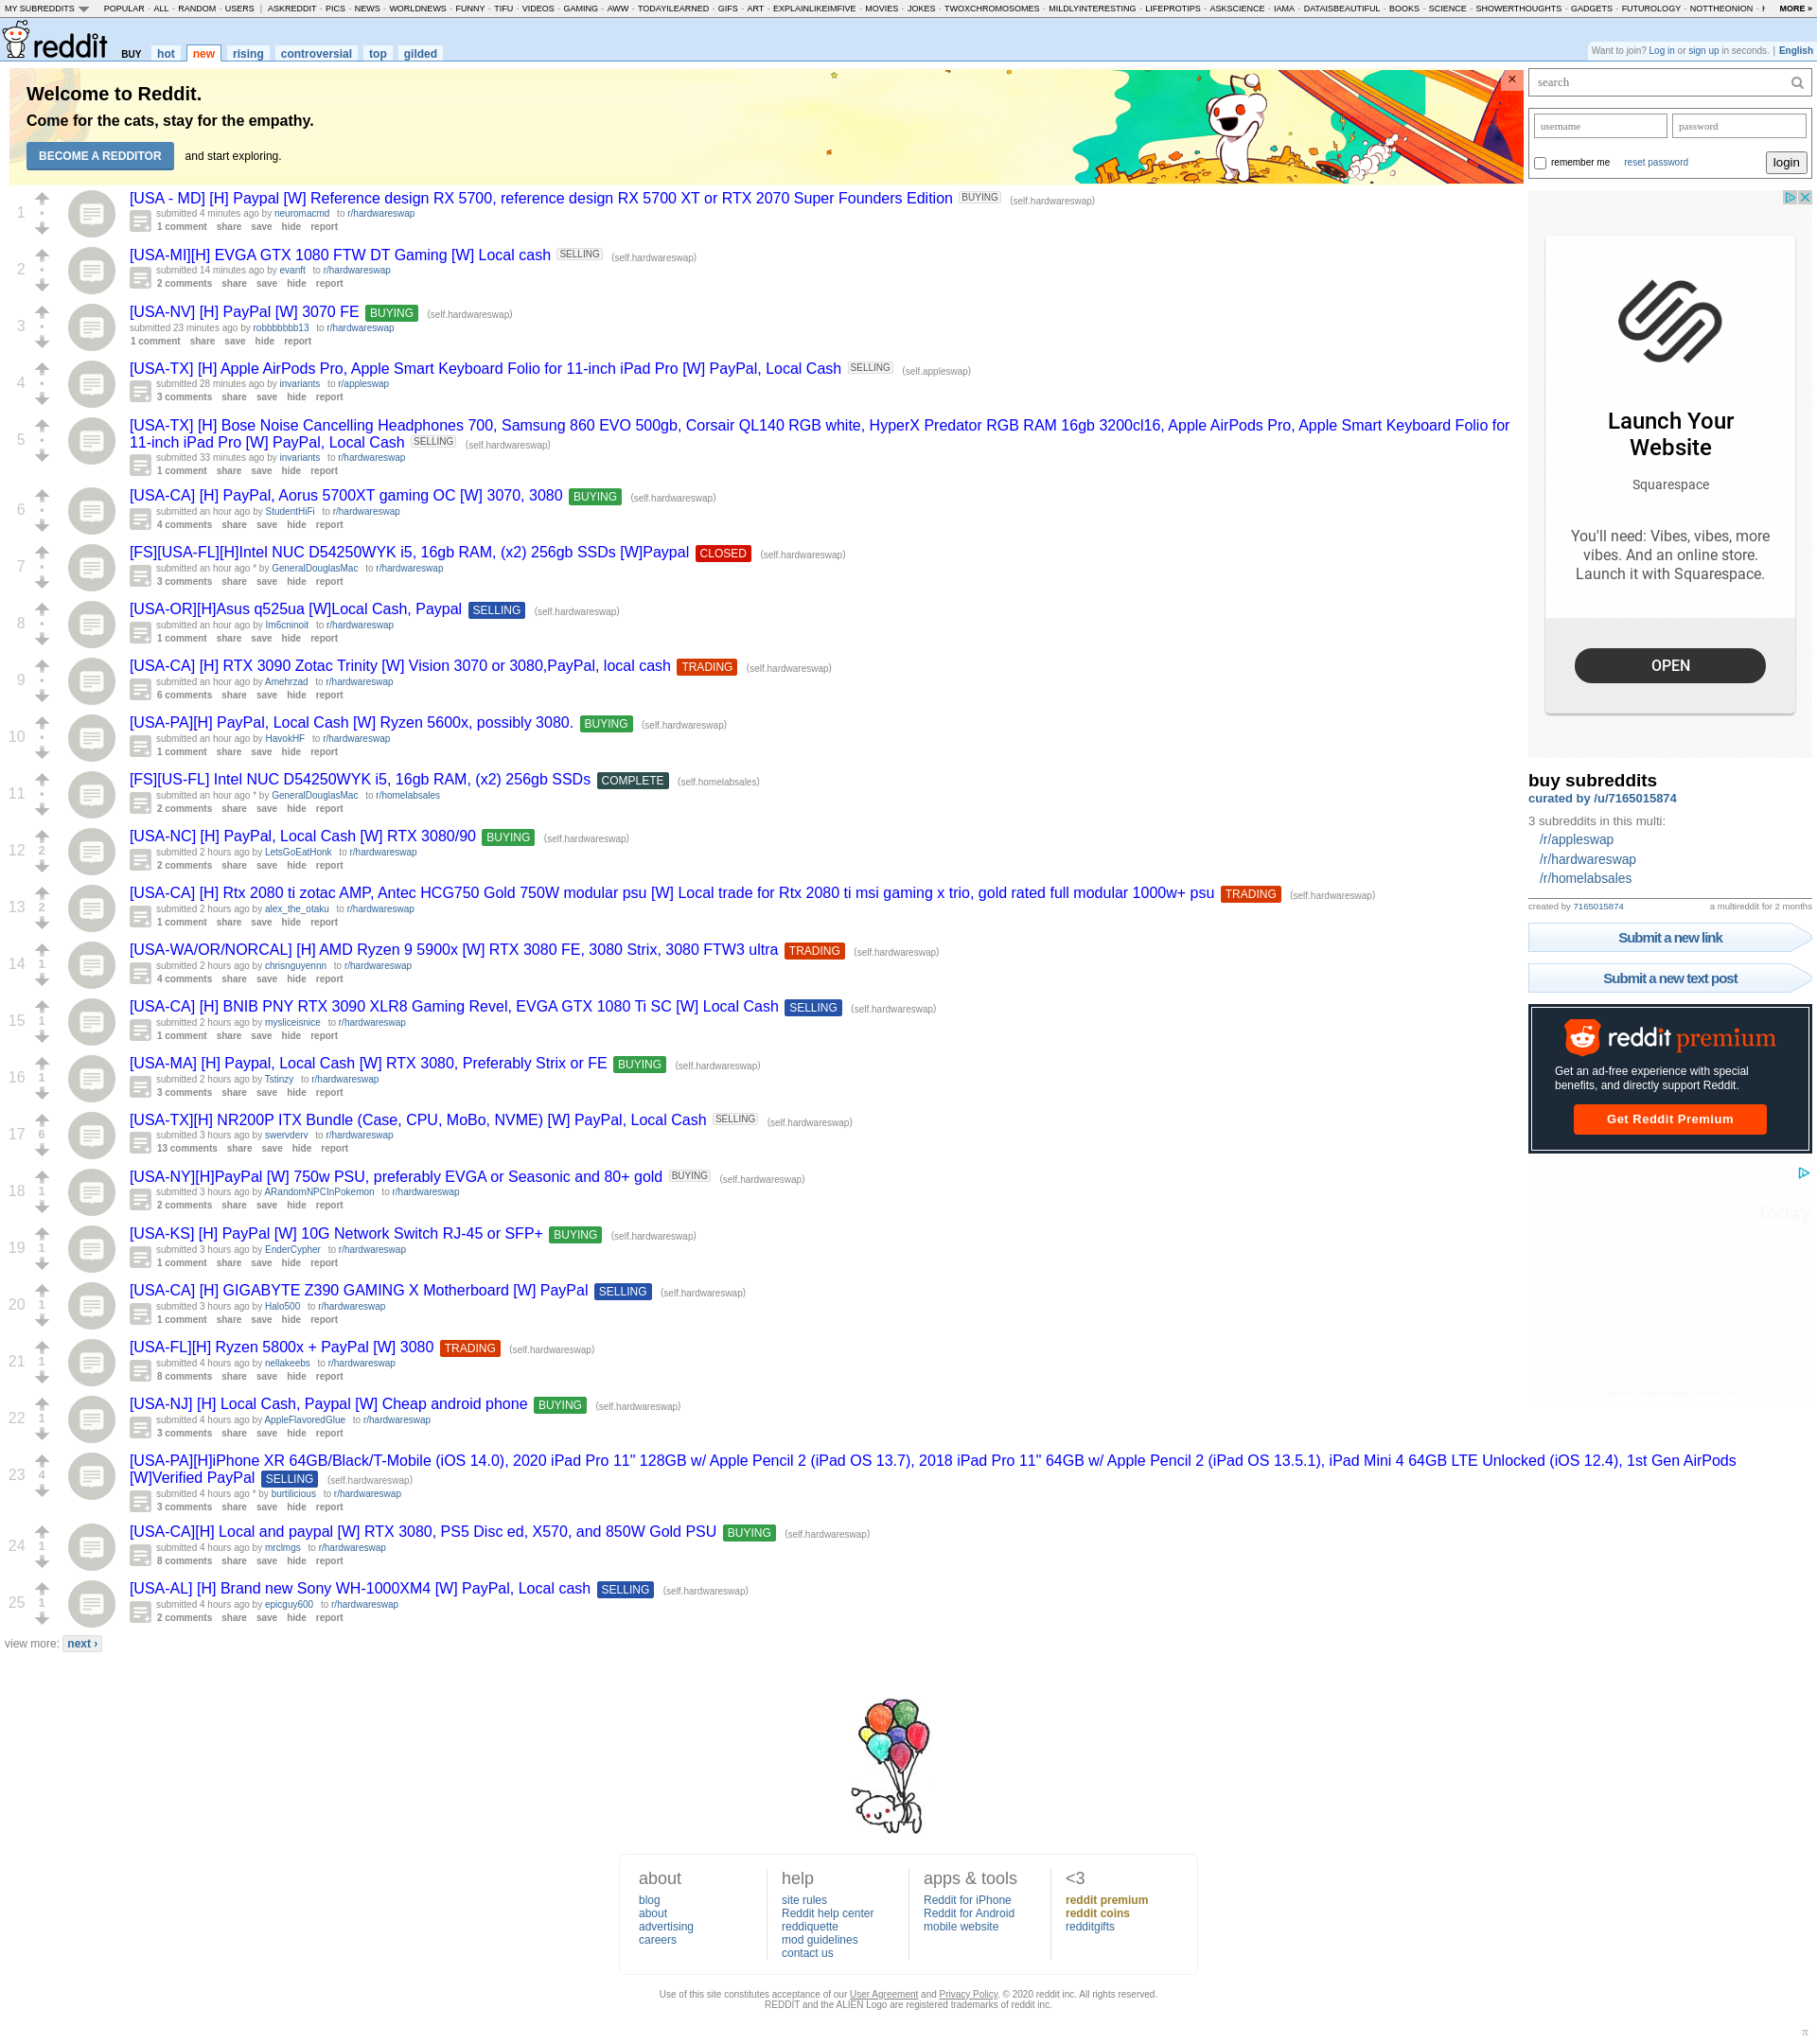 MY SUBREDDITS POPULAR - ALL - RANDOM - USERS | ASKREDDIT - PICS - NEWS - WORLDNEWS - FUNNY - TIFU - VIDEOS - GAMING - AWW - TODAYILEARNED - GIFS - ART - EXPLAINLIKEIMFIVE - MOVIES - JOKES - TWOXCHROMOSOMES - MILDLYINTERESTING - LIFEPROTIPS - ASKSCIENCE - IAMA - DATAISBEAUTIFUL - BOOKS - SCIENCE - SHOWERTHOUGHTS - GADGETS - FUTUROLOGY - NOTTHEONION - MORE »
reddit BUY hot new rising controversial top gilded
Want to join? Log in or sign up in seconds. | English
Welcome to Reddit.
Come for the cats, stay for the empathy.
BECOME A REDDITOR and start exploring.
1
[USA - MD] [H] Paypal [W] Reference design RX 5700, reference design RX 5700 XT or RTX 2070 Super Founders Edition BUYING (self.hardwareswap)
submitted 4 minutes ago by neuromacmd to r/hardwareswap
1 comment share save hide report
2
[USA-MI][H] EVGA GTX 1080 FTW DT Gaming [W] Local cash SELLING (self.hardwareswap)
submitted 14 minutes ago by evanft to r/hardwareswap
2 comments share save hide report
3
[USA-NV] [H] PayPal [W] 3070 FE BUYING (self.hardwareswap)
submitted 23 minutes ago by robbbbbbb13 to r/hardwareswap
1 comment share save hide report
4
[USA-TX] [H] Apple AirPods Pro, Apple Smart Keyboard Folio for 11-inch iPad Pro [W] PayPal, Local Cash SELLING (self.appleswap)
submitted 28 minutes ago by invariants to r/appleswap
3 comments share save hide report
5
[USA-TX] [H] Bose Noise Cancelling Headphones 700, Samsung 860 EVO 500gb, Corsair QL140 RGB white, HyperX Predator RGB RAM 16gb 3200cl16, Apple AirPods Pro, Apple Smart Keyboard Folio for
11-inch iPad Pro [W] PayPal, Local Cash SELLING (self.hardwareswap)
submitted 33 minutes ago by invariants to r/hardwareswap
1 comment share save hide report
6
[USA-CA] [H] PayPal, Aorus 5700XT gaming OC [W] 3070, 3080 BUYING (self.hardwareswap)
submitted an hour ago by StudentHiFi to r/hardwareswap
4 comments share save hide report
7
[FS][USA-FL][H]Intel NUC D54250WYK i5, 16gb RAM, (x2) 256gb SSDs [W]Paypal CLOSED (self.hardwareswap)
submitted an hour ago * by GeneralDouglasMac to r/hardwareswap
3 comments share save hide report
8
[USA-OR][H]Asus q525ua [W]Local Cash, Paypal SELLING (self.hardwareswap)
submitted an hour ago by Im6cninoit to r/hardwareswap
1 comment share save hide report
9
[USA-CA] [H] RTX 3090 Zotac Trinity [W] Vision 3070 or 3080,PayPal, local cash TRADING (self.hardwareswap)
submitted an hour ago by Amehrzad to r/hardwareswap
6 comments share save hide report
10
[USA-PA][H] PayPal, Local Cash [W] Ryzen 5600x, possibly 3080. BUYING (self.hardwareswap)
submitted an hour ago by HavokHF to r/hardwareswap
1 comment share save hide report
11
[FS][US-FL] Intel NUC D54250WYK i5, 16gb RAM, (x2) 256gb SSDs COMPLETE (self.homelabsales)
submitted an hour ago * by GeneralDouglasMac to r/homelabsales
2 comments share save hide report
12 2
[USA-NC] [H] PayPal, Local Cash [W] RTX 3080/90 BUYING (self.hardwareswap)
submitted 2 hours ago by LetsGoEatHonk to r/hardwareswap
2 comments share save hide report
13 2
[USA-CA] [H] Rtx 2080 ti zotac AMP, Antec HCG750 Gold 750W modular psu [W] Local trade for Rtx 2080 ti msi gaming x trio, gold rated full modular 1000w+ psu TRADING (self.hardwareswap)
submitted 2 hours ago by alex_the_otaku to r/hardwareswap
1 comment share save hide report
14 1
[USA-WA/OR/NORCAL] [H] AMD Ryzen 9 5900x [W] RTX 3080 FE, 3080 Strix, 3080 FTW3 ultra TRADING (self.hardwareswap)
submitted 2 hours ago by chrisnguyennn to r/hardwareswap
4 comments share save hide report
15 1
[USA-CA] [H] BNIB PNY RTX 3090 XLR8 Gaming Revel, EVGA GTX 1080 Ti SC [W] Local Cash SELLING (self.hardwareswap)
submitted 2 hours ago by mysliceisnice to r/hardwareswap
1 comment share save hide report
16 1
[USA-MA] [H] Paypal, Local Cash [W] RTX 3080, Preferably Strix or FE BUYING (self.hardwareswap)
submitted 2 hours ago by Tstinzy to r/hardwareswap
3 comments share save hide report
17 6
[USA-TX][H] NR200P ITX Bundle (Case, CPU, MoBo, NVME) [W] PayPal, Local Cash SELLING (self.hardwareswap)
submitted 3 hours ago by swervderv to r/hardwareswap
13 comments share save hide report
18 1
[USA-NY][H]PayPal [W] 750w PSU, preferably EVGA or Seasonic and 80+ gold BUYING (self.hardwareswap)
submitted 3 hours ago by ARandomNPCInPokemon to r/hardwareswap
2 comments share save hide report
19 1
[USA-KS] [H] PayPal [W] 10G Network Switch RJ-45 or SFP+ BUYING (self.hardwareswap)
submitted 3 hours ago by EnderCypher to r/hardwareswap
1 comment share save hide report
20 1
[USA-CA] [H] GIGABYTE Z390 GAMING X Motherboard [W] PayPal SELLING (self.hardwareswap)
submitted 3 hours ago by Halo500 to r/hardwareswap
1 comment share save hide report
21 1
[USA-FL][H] Ryzen 5800x + PayPal [W] 3080 TRADING (self.hardwareswap)
submitted 4 hours ago by nellakeebs to r/hardwareswap
8 comments share save hide report
22 1
[USA-NJ] [H] Local Cash, Paypal [W] Cheap android phone BUYING (self.hardwareswap)
submitted 4 hours ago by AppleFlavoredGlue to r/hardwareswap
3 comments share save hide report
23 4
[USA-PA][H]iPhone XR 64GB/Black/T-Mobile (iOS 14.0), 2020 iPad Pro 11" 128GB w/ Apple Pencil 2 (iPad OS 13.7), 2018 iPad Pro 11" 64GB w/ Apple Pencil 2 (iPad OS 13.5.1), iPad Mini 4 64GB LTE Unlocked (iOS 12.4), 1st Gen AirPods
[W]Verified PayPal SELLING (self.hardwareswap)
submitted 4 hours ago * by burtilicious to r/hardwareswap
3 comments share save hide report
24 1
[USA-CA][H] Local and paypal [W] RTX 3080, PS5 Disc ed, X570, and 850W Gold PSU BUYING (self.hardwareswap)
submitted 4 hours ago by mrclmgs to r/hardwareswap
8 comments share save hide report
25 1
[USA-AL] [H] Brand new Sony WH-1000XM4 [W] PayPal, Local cash SELLING (self.hardwareswap)
submitted 4 hours ago by epicguy600 to r/hardwareswap
2 comments share save hide report
view more: next ›
search
username password
remember me reset password login
Launch Your
Website
Squarespace
You'll need: Vibes, vibes, more
vibes. And an online store.
Launch it with Squarespace.
OPEN
buy subreddits
curated by /u/7165015874
3 subreddits in this multi:
/r/appleswap
/r/hardwareswap
/r/homelabsales
created by 7165015874 a multireddit for 2 months
Submit a new link
Submit a new text post
reddit premium
Get an ad-free experience with special
benefits, and directly support Reddit.
Get Reddit Premium
Today
about
blog
about
advertising
careers
help
site rules
Reddit help center
reddiquette
mod guidelines
contact us
apps & tools
Reddit for iPhone
Reddit for Android
mobile website
<3
reddit premium
reddit coins
redditgifts
Use of this site constitutes acceptance of our User Agreement and Privacy Policy. © 2020 reddit inc. All rights reserved.
REDDIT and the ALIEN Logo are registered trademarks of reddit inc.
π